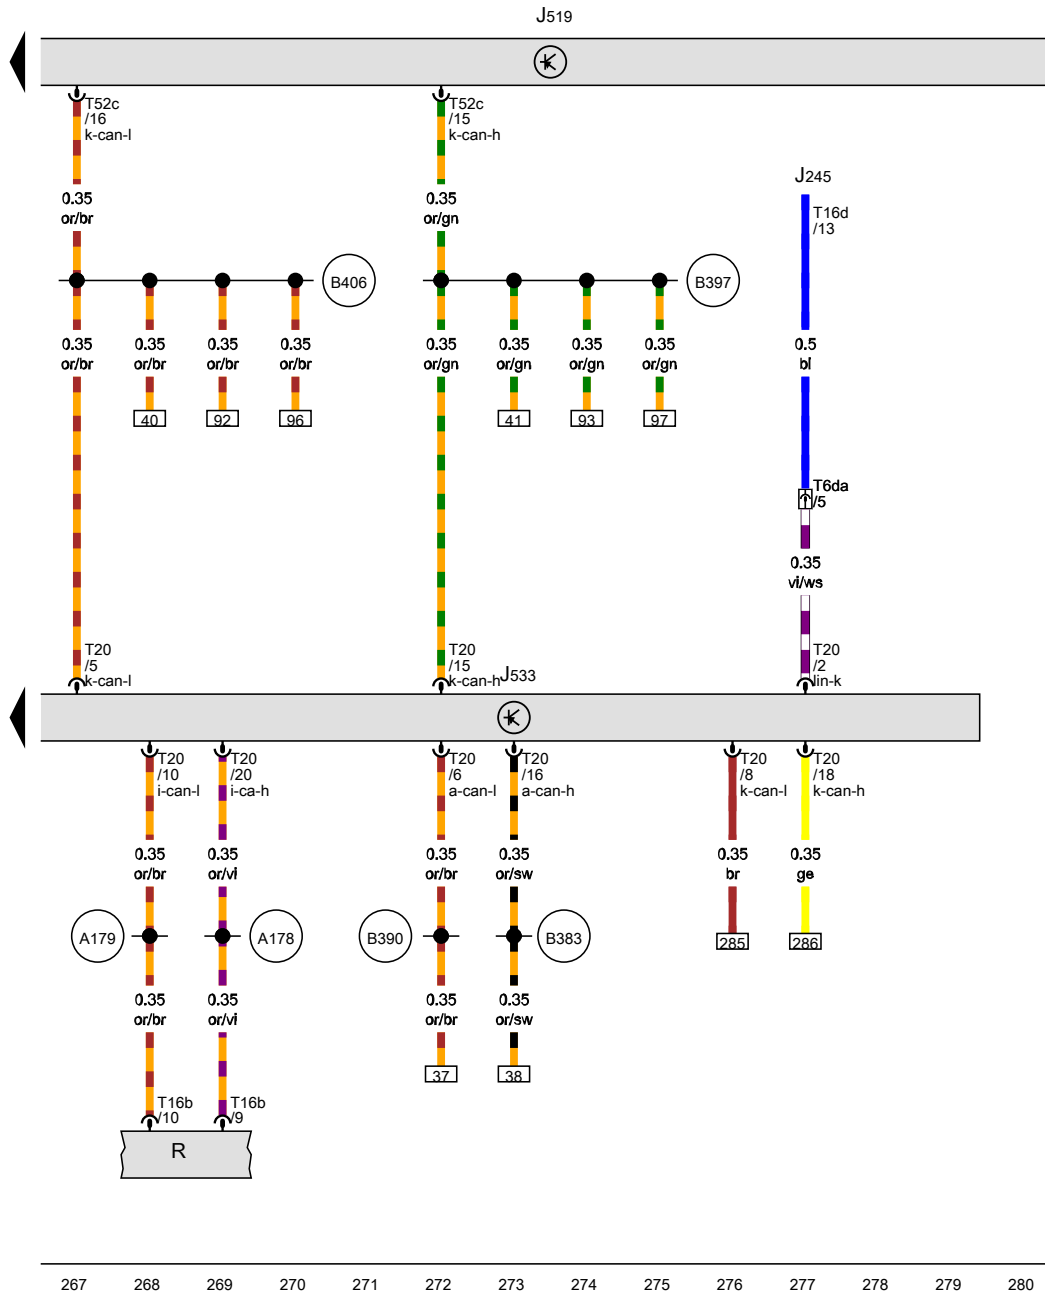 J519
T52c
/16
k-can-l
T52c
/15
k-can-h
J245
T16d
/13
0.35
or/br
0.35
or/gn
B406
B397
0.35
or/br
0.35
or/br
0.35
or/br
0.35
or/br
0.35
or/gn
0.35
or/gn
0.35
or/gn
0.35
or/gn
0.5
bl
40
92
96
41
93
97
T6da
/5
0.35
vi/ws
T20
/5
k-can-l
T20
/15
k-can-h
J533
T20
/2
lin-k
T20
/10
i-can-l
T20
/20
i-ca-h
T20
/6
a-can-l
T20
/16
a-can-h
T20
/8
k-can-l
T20
/18
k-can-h
0.35
or/br
0.35
or/vi
0.35
or/br
0.35
or/sw
0.35
br
0.35
ge
A179
A178
B390
B383
285
286
0.35
or/br
0.35
or/vi
0.35
or/br
0.35
or/sw
37
38
T16b
/10
T16b
/9
R
267 268 269 270 271 272 273 274 275 276 277 278 279 280